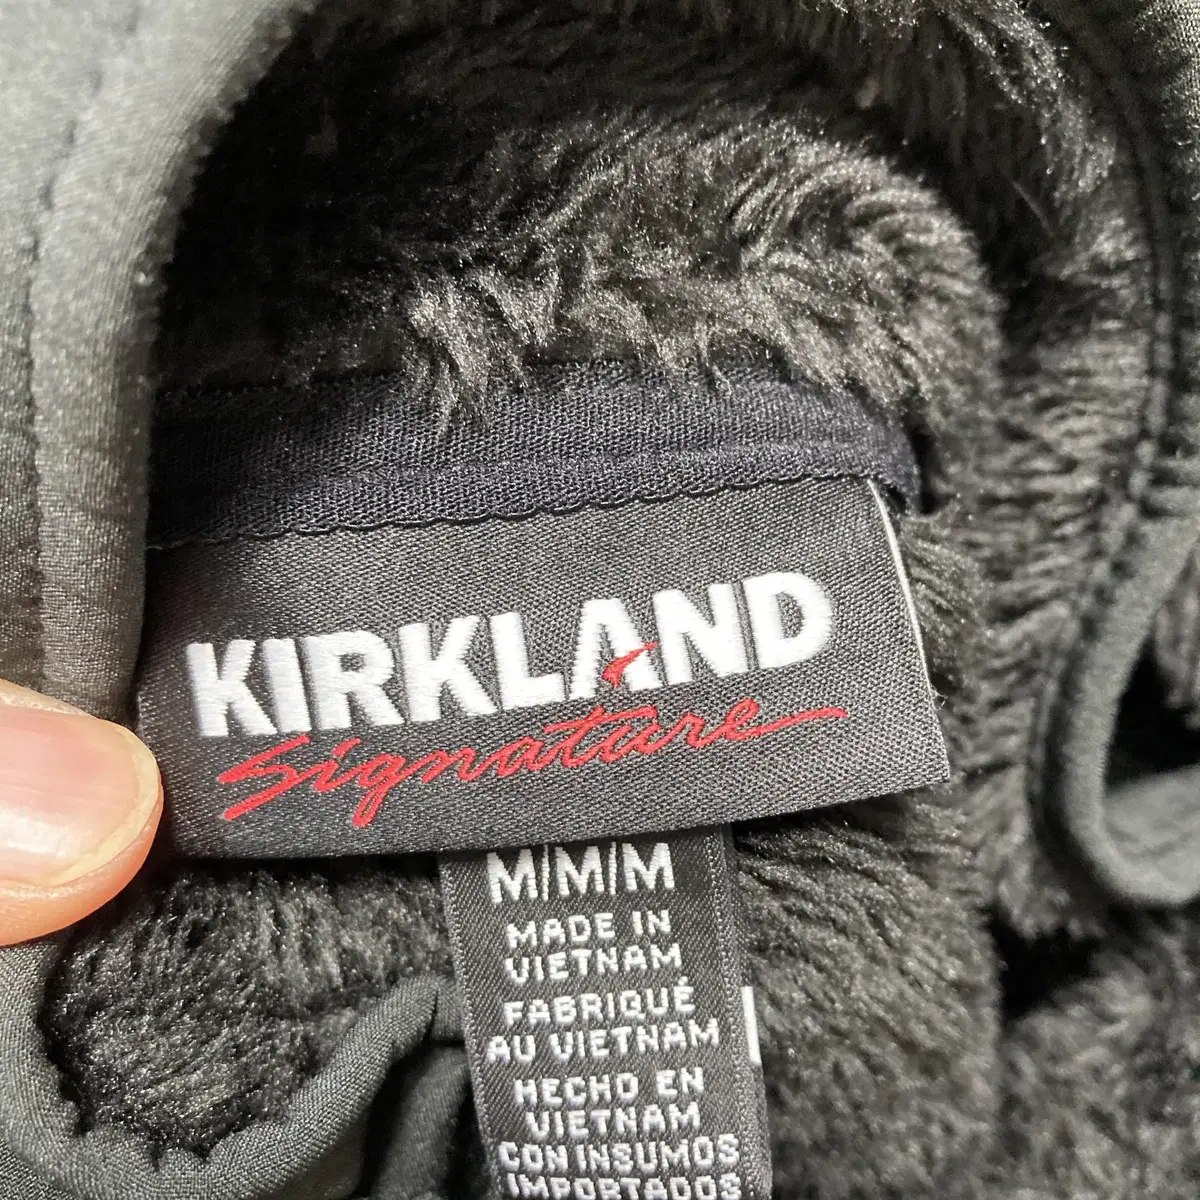 KIRKLAND
Signature
M/M/M
MADE IN
VIETNAM
FABRIQUÉ
AU VIETNAM
HECHO EN
VIETNAM
CON INSUMOS
IMPORTADOS